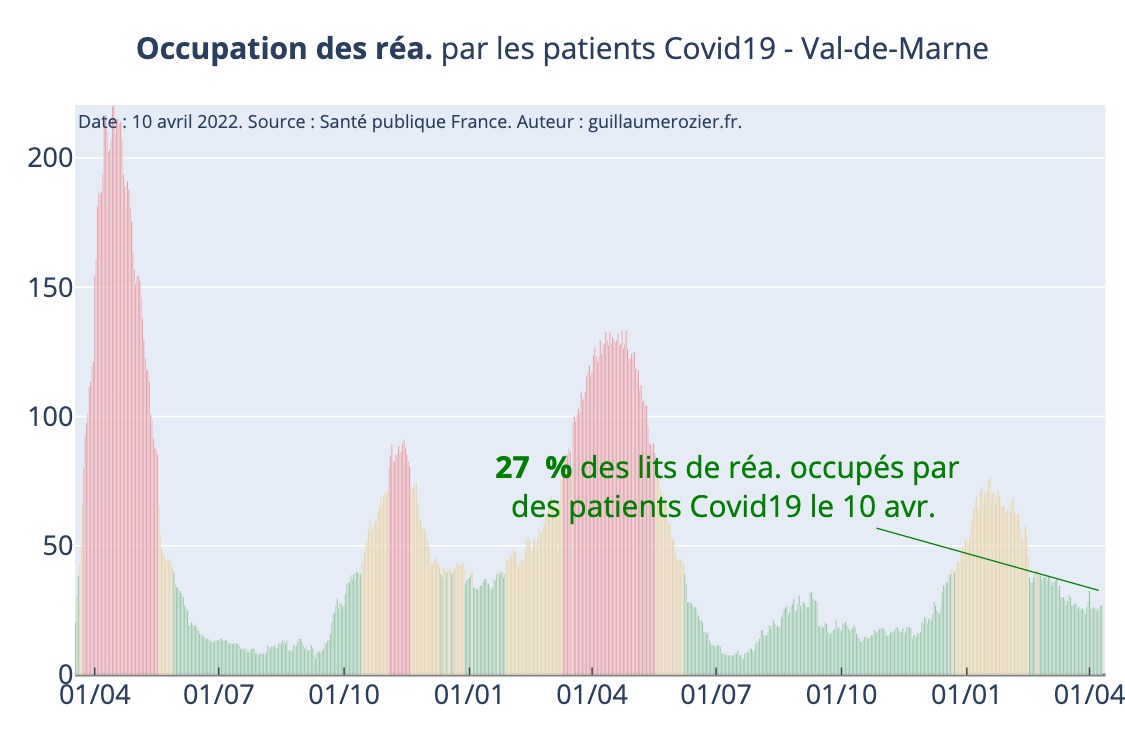 Occupation des réa. par les patients Covid19 - Val-de-Marne
Date : 10 avril 2022. Source : Santé publique France. Auteur : guillaumerozier.fr.
200
150
100
50
0
27 % des lits de réa. occupés par
des patients Covid19 le 10 avr.
01/04 01/07 01/10 01/01 01/04 01/07 01/10 01/01 01/04